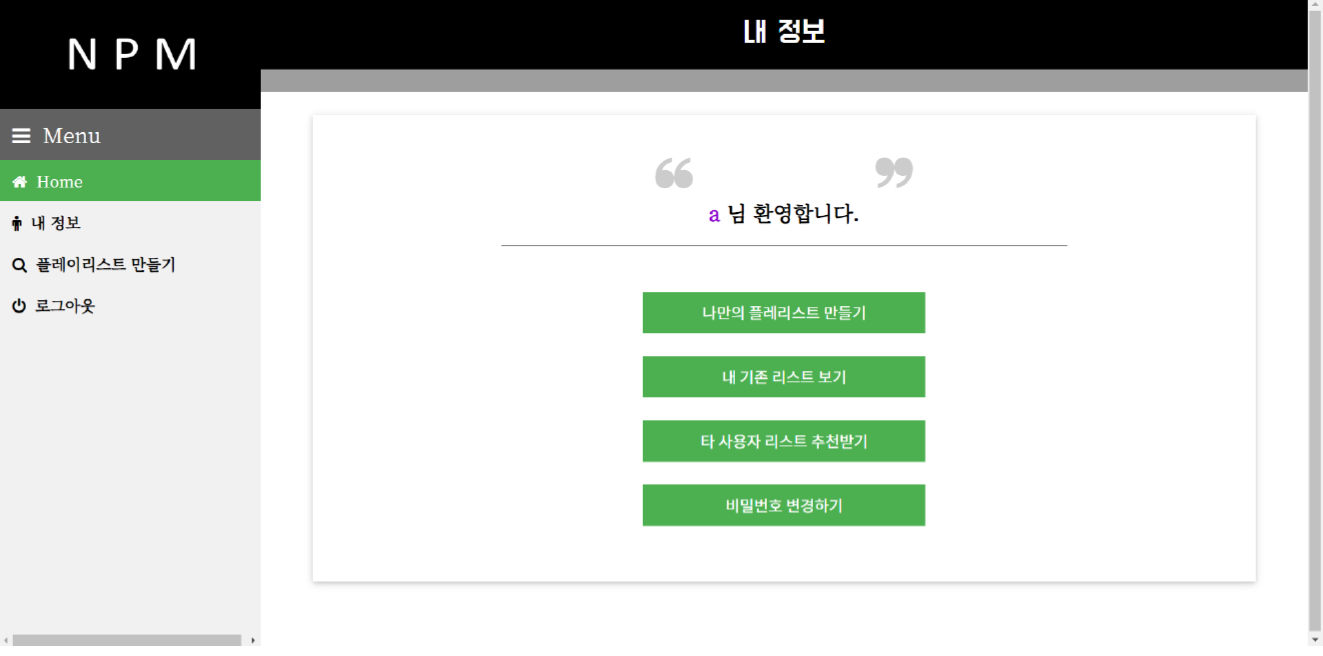 N P M
Menu
Home
내 정보
플레이리스트 만들기
로그아웃
내 정보
❝ ❞
a 님 환영합니다.
나만의 플레리스트 만들기
내 기존 리스트 보기
타 사용자 리스트 추천받기
비밀번호 변경하기